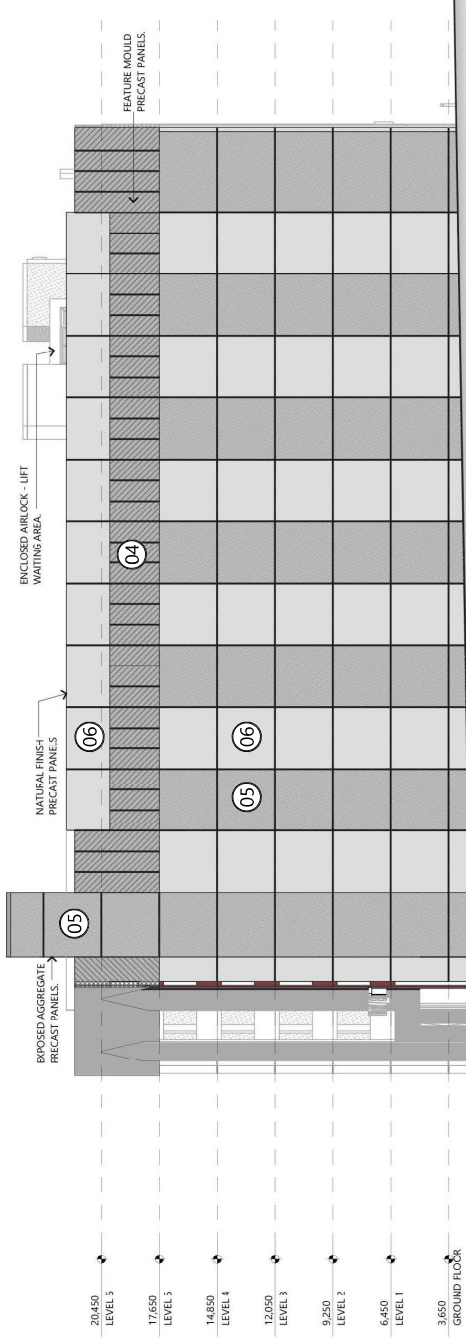 FEATURE MOULD
PRECAST PANELS.
ENCLOSED AIRLOCK - LIFT
WAITING AREA.
04
NATURAL FINISH
PRECAST PANELS
06
06
05
05
EXPOSED AGGREGATE
PRECAST PANELS.
20,450
LEVEL 5
17,650
LEVEL 5
14,850
LEVEL 4
12,050
LEVEL 3
9,250
LEVEL 2
6,450
LEVEL 1
3,650
GROUND FLOOR